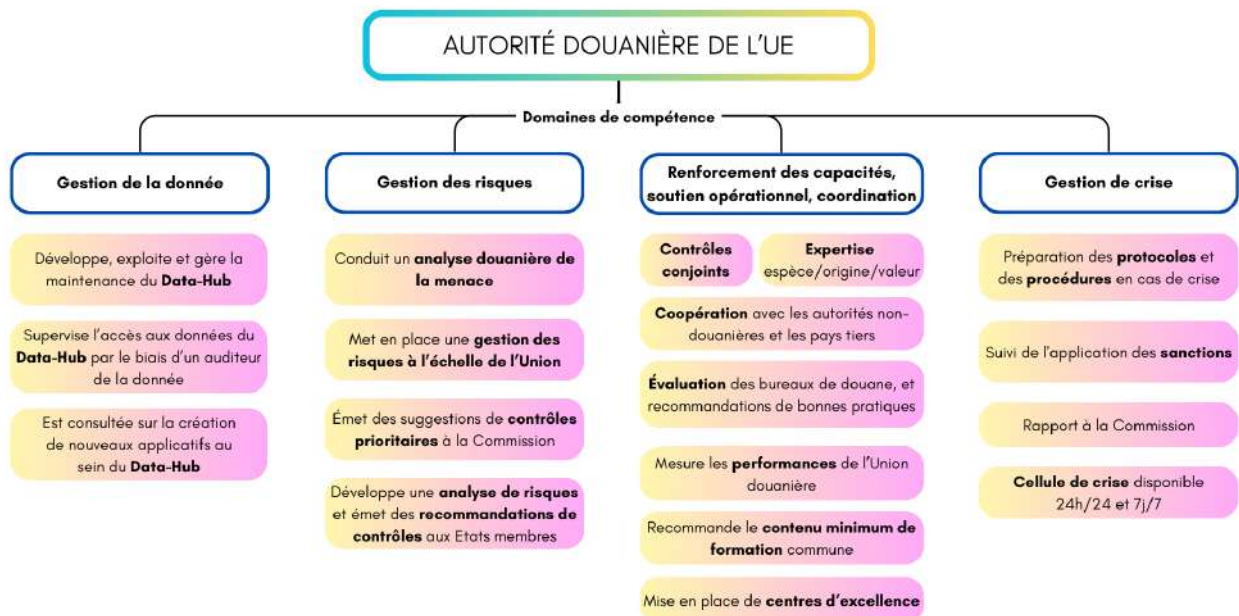 AUTORITÉ DOUANIÈRE DE L'UE
Domaines de compétence
Gestion de la donnée
Développe, exploite et gère la
maintenance du Data-Hub
Supervise l'accès aux données du
Data-Hub par le biais d'un auditeur
de la donnée
Est consultée sur la création
de nouveaux applicatifs au
sein du Data-Hub
Gestion des risques
Conduit un analyse douanière de
la menace
Met en place une gestion des
risques à l'échelle de l'Union
Émet des suggestions de contrôles
prioritaires à la Commission
Développe une analyse de risques
et émet des recommandations de
contrôles aux Etats membres
Renforcement des capacités,
soutien opérationnel, coordination
Contrôles
conjoints
Expertise
espèce/origine/valeur
Coopération avec les autorités non-
douanières et les pays tiers
Évaluation des bureaux de douane, et
recommandations de bonnes pratiques
Mesure les performances de l'Union
douanière
Recommande le contenu minimum de
formation commune
Mise en place de centres d'excellence
Gestion de crise
Préparation des protocoles et
des procédures en cas de crise
Suivi de l'application des sanctions
Rapport à la Commission
Cellule de crise disponible
24h/24 et 7j/7